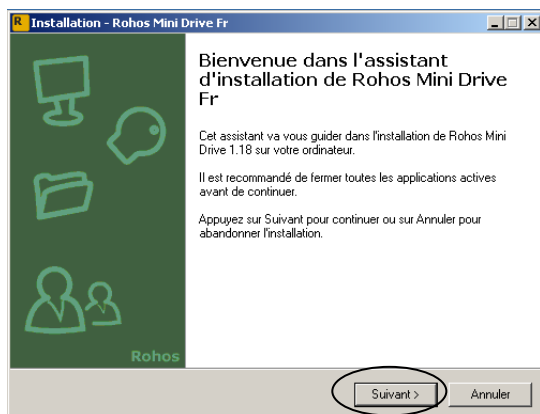 R Installation - Rohos Mini Drive Fr
Bienvenue dans l'assistant
d'installation de Rohos Mini Drive
Fr
Cet assistant va vous guider dans l'installation de Rohos Mini
Drive 1.18 sur votre ordinateur.
Il est recommandé de fermer toutes les applications actives
avant de continuer.
Appuyez sur Suivant pour continuer ou sur Annuler pour
abandonner l'installation.
Rohos
Suivant > Annuler